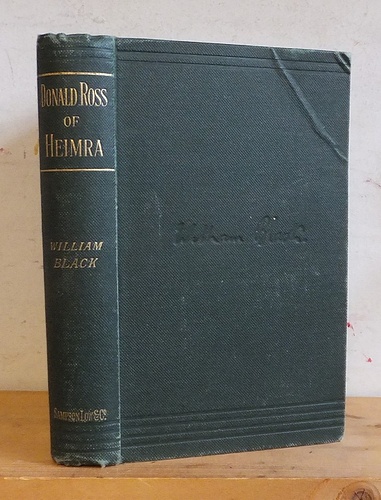 DONALD ROSS
OF
HEIMRA
WILLIAM
BLACK
SAMPSON LOW & Co
William Black.